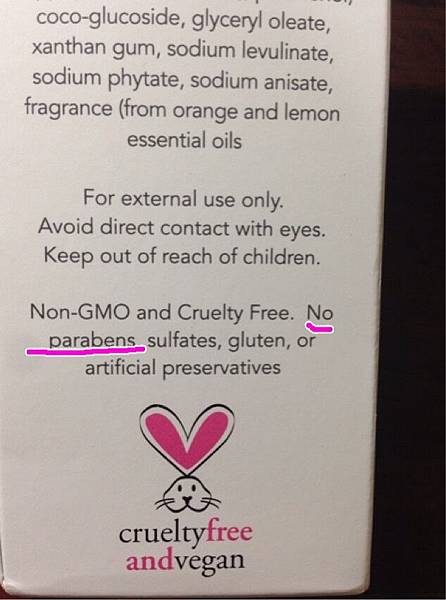 coco-glucoside, glyceryl oleate,
xanthan gum, sodium levulinate,
sodium phytate, sodium anisate,
fragrance (from orange and lemon
essential oils
For external use only.
Avoid direct contact with eyes.
Keep out of reach of children.
Non-GMO and Cruelty Free. No
parabens sulfates, gluten, or
artificial preservatives
crueltyfree
andvegan